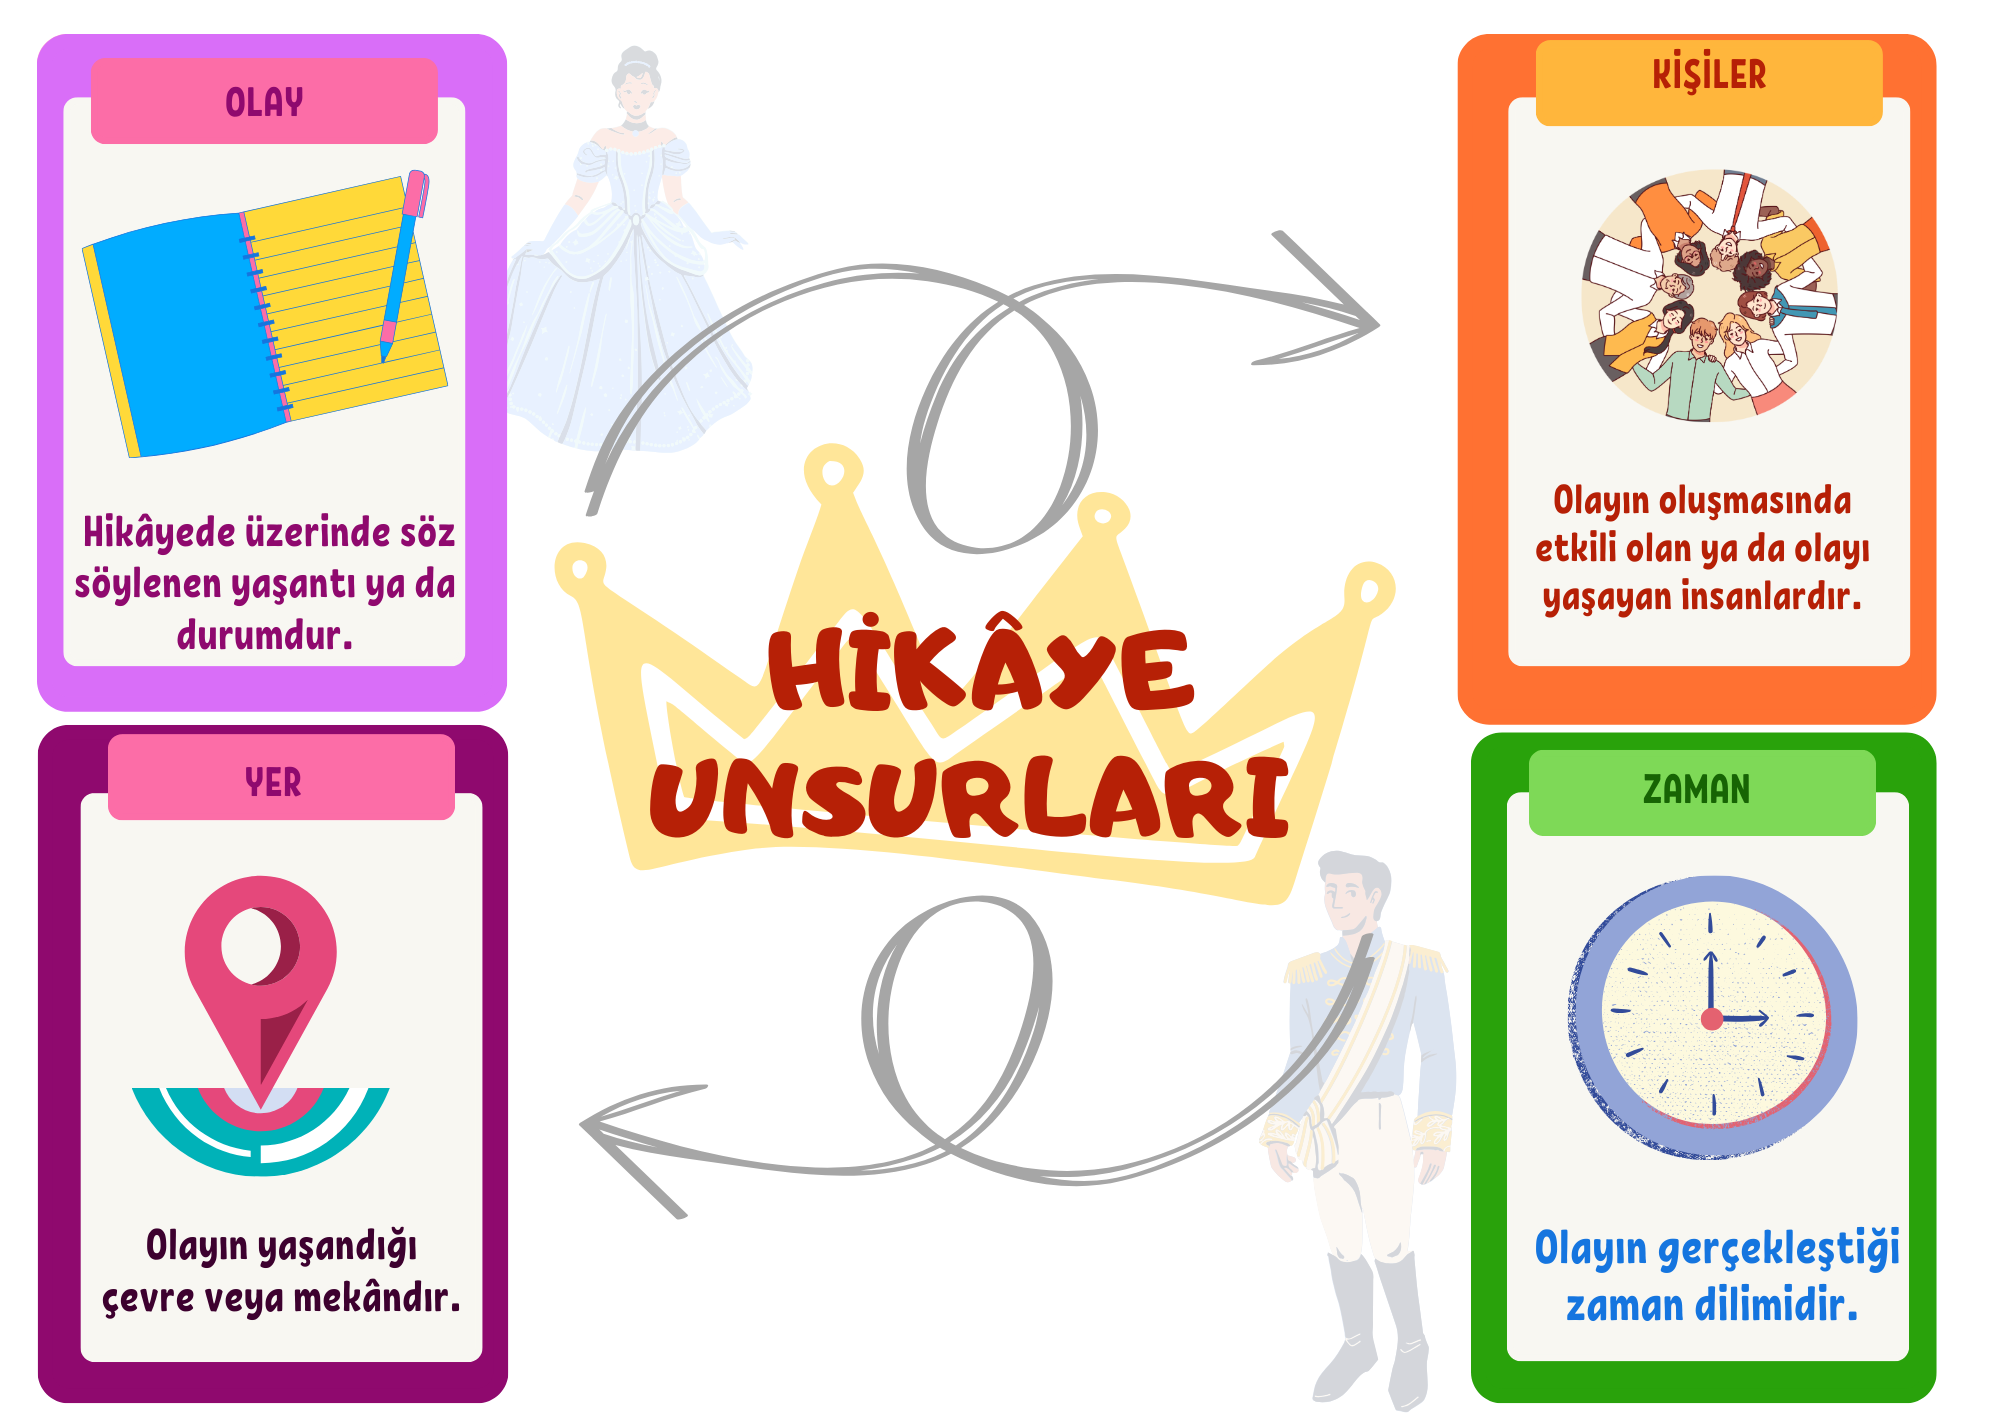 OLAY
Hikâyede üzerinde söz
söylenen yaşantı ya da
durumdur.
KİŞİLER
Olayın oluşmasında
etkili olan ya da olayı
yaşayan insanlardır.
HİKÂYE
UNSURLARI
YER
Olayın yaşandığı
çevre veya mekândır.
ZAMAN
Olayın gerçekleştiği
zaman dilimidir.